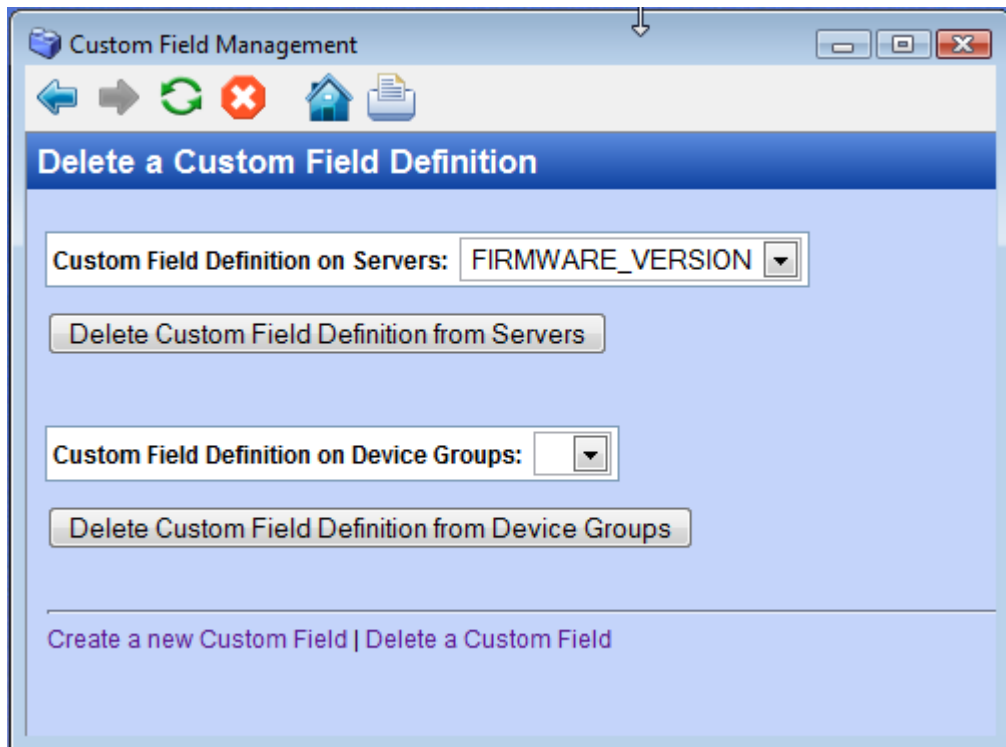 Custom Field Management
Delete a Custom Field Definition
Custom Field Definition on Servers: FIRMWARE_VERSION
Delete Custom Field Definition from Servers
Custom Field Definition on Device Groups:
Delete Custom Field Definition from Device Groups
Create a new Custom Field | Delete a Custom Field